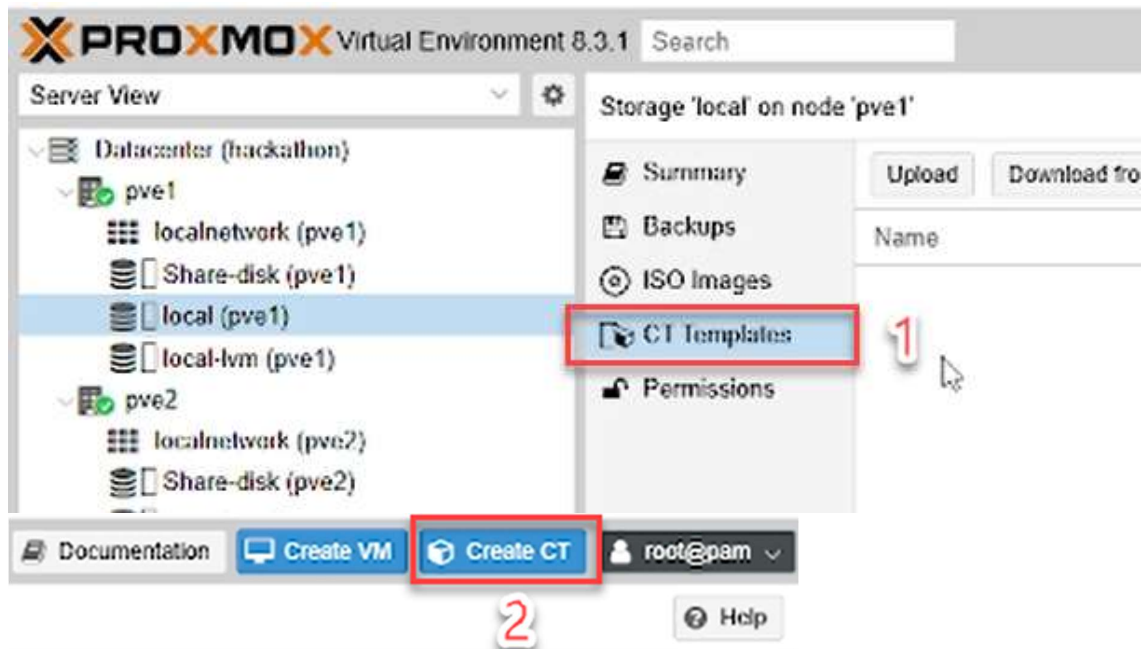 PROXMOX Virtual Environment 8.3.1 Search
Server View
Storage 'local' on node 'pve1'
Datacenter (hackathon)
pve1
localnetwork (pve1)
Share-disk (pve1)
local (pve1)
local-lvm (pve1)
pve2
localnetwork (pve2)
Share-disk (pve2)
Summary
Backups
ISO Images
CT Templates
Permissions
1
Upload Download fro
Name
Documentation Create VM Create CT root@pam
2
Help